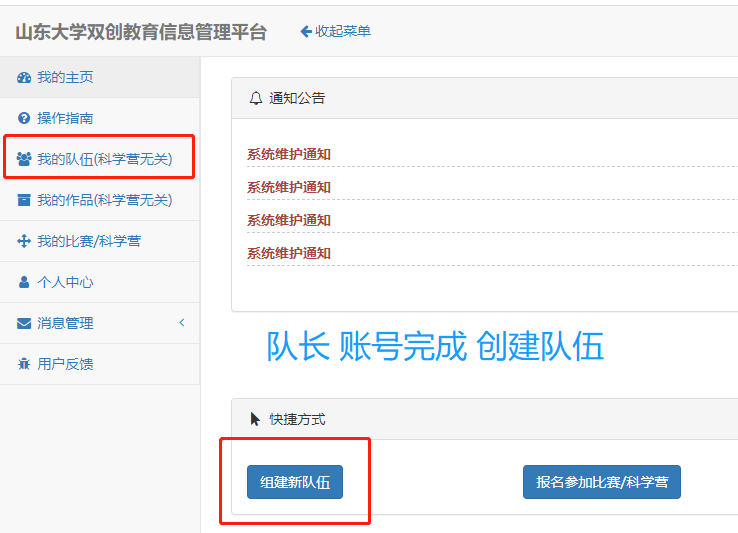 山东大学双创教育信息管理平台 收起菜单
我的主页
操作指南
我的队伍(科学营无关)
我的作品(科学营无关)
我的比赛/科学营
个人中心
消息管理
用户反馈
通知公告
系统维护通知
系统维护通知
系统维护通知
系统维护通知
队长 账号完成 创建队伍
快捷方式
组建新队伍 报名参加比赛/科学营